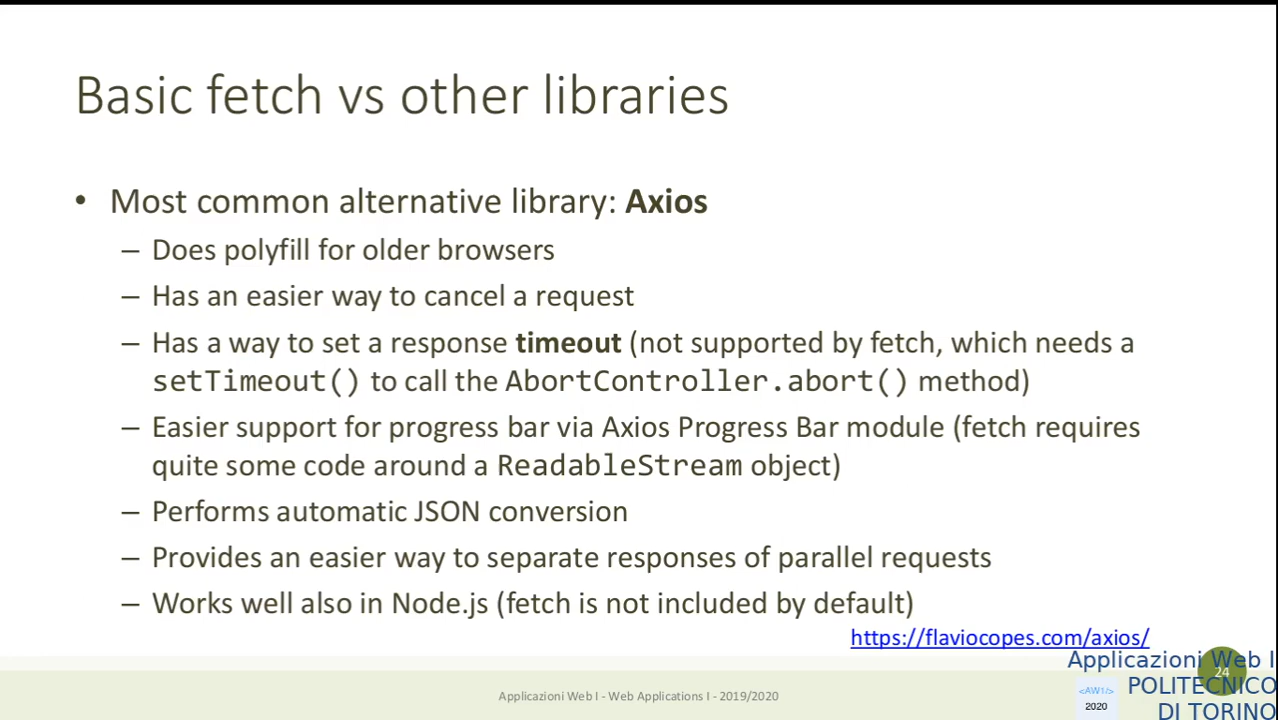 Basic fetch vs other libraries
• Most common alternative library: Axios
– Does polyfill for older browsers
– Has an easier way to cancel a request
– Has a way to set a response timeout (not supported by fetch, which needs a
setTimeout() to call the AbortController.abort() method)
– Easier support for progress bar via Axios Progress Bar module (fetch requires
quite some code around a ReadableStream object)
– Performs automatic JSON conversion
– Provides an easier way to separate responses of parallel requests
– Works well also in Node.js (fetch is not included by default)
https://flaviocopes.com/axios/
Applicazioni Web I - Web Applications I - 2019/2020
24
Applicazioni Web I
POLITECNICO
DI TORINO
<AW1/>
2020